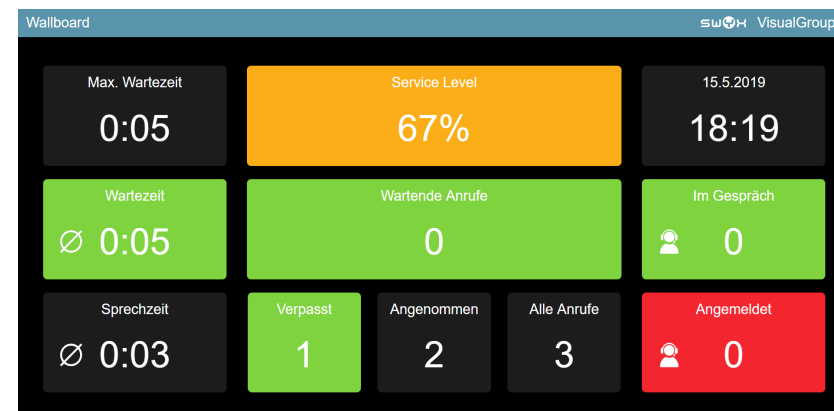 Wallboard
swyx VisualGroup
Max. Wartezeit
0:05
Service Level
67%
15.5.2019
18:19
Wartezeit
Ø 0:05
Wartende Anrufe
0
Im Gespräch
0
Sprechzeit
Ø 0:03
Verpasst
1
Angenommen
2
Alle Anrufe
3
Angemeldet
0